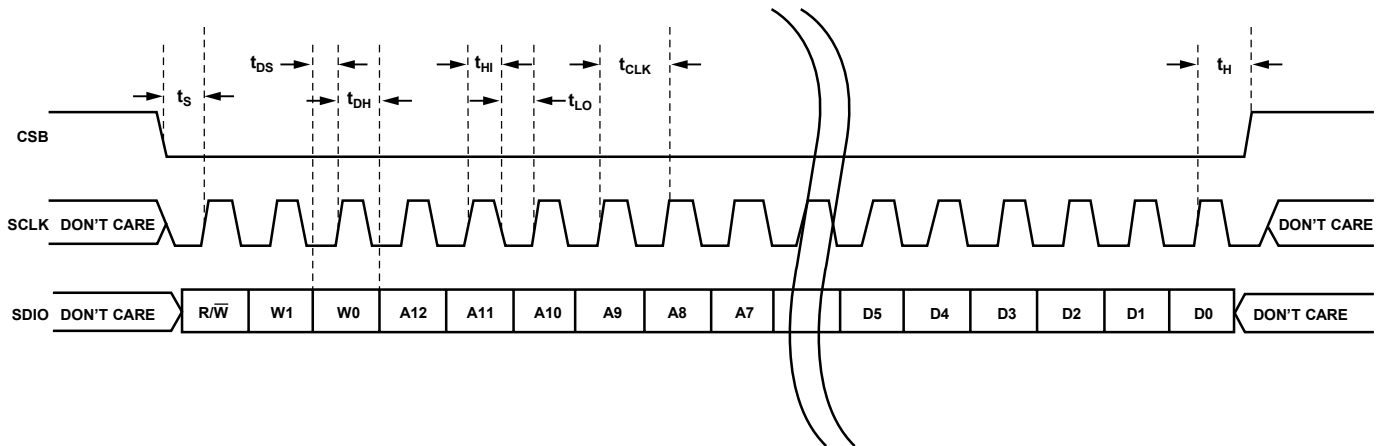 tDS
tHI
tCLK
tH
tS
tDH
tLO
CSB
SCLK DON'T CARE DON'T CARE
SDIO DON'T CARE R/W̅ W1 W0 A12 A11 A10 A9 A8 A7 D5 D4 D3 D2 D1 D0 DON'T CARE